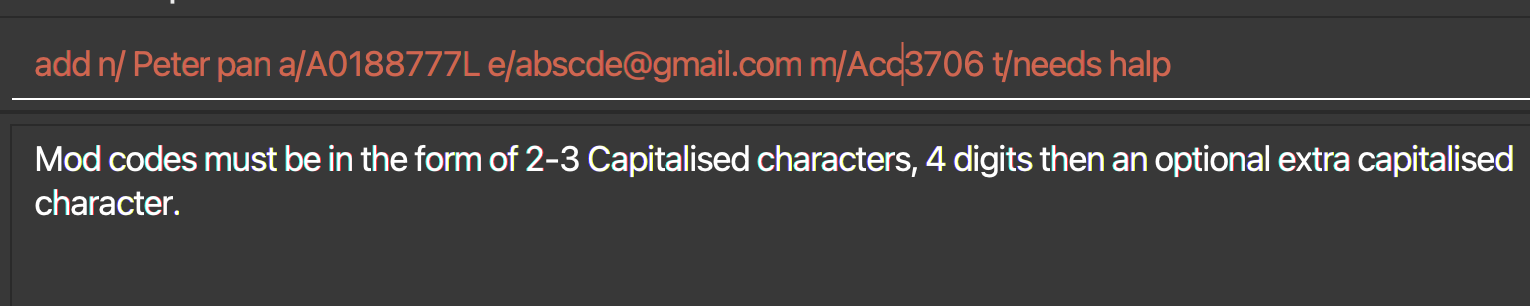 add n/ Peter pan a/A0188777L e/abscde@gmail.com m/Acc3706 t/needs halp
Mod codes must be in the form of 2-3 Capitalised characters, 4 digits then an optional extra capitalised
character.